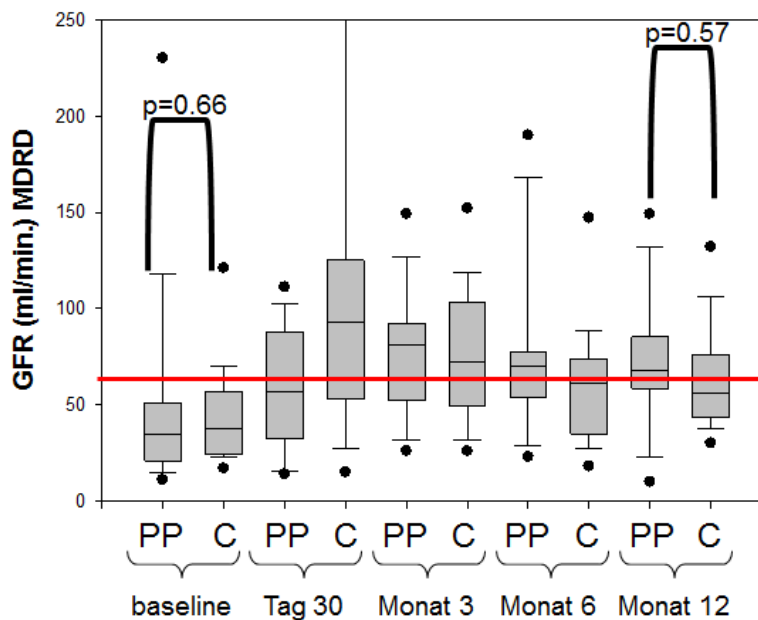 250
p=0.57
p=0.66
200
150
100
50
0
GFR (ml/min.) MDRD
PP C PP C PP C PP C PP C
baseline Tag 30 Monat 3 Monat 6 Monat 12